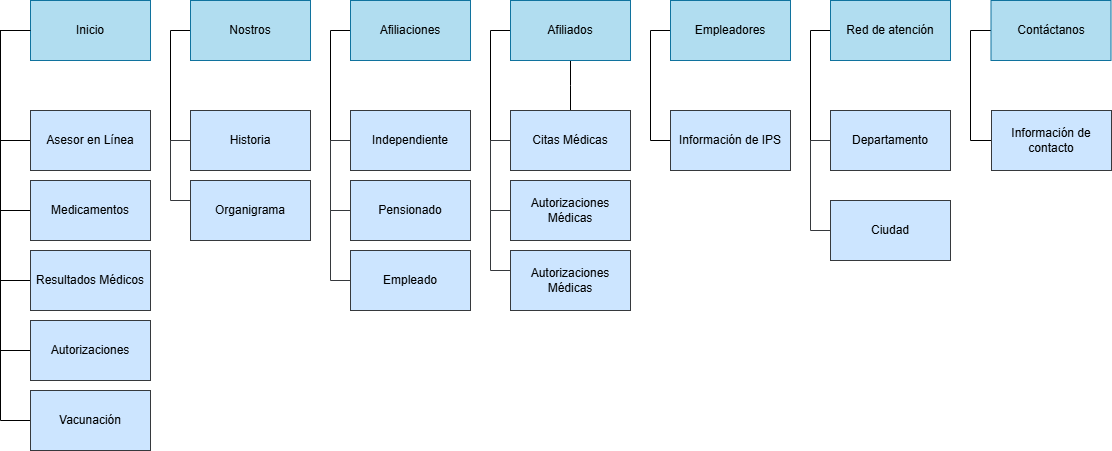 Inicio
Nostros
Afiliaciones
Afiliados
Empleadores
Red de atención
Contáctanos
Asesor en Línea
Historia
Independiente
Citas Médicas
Información de IPS
Departamento
Información de
contacto
Medicamentos
Organigrama
Pensionado
Autorizaciones
Médicas
Ciudad
Resultados Médicos
Empleado
Autorizaciones
Médicas
Autorizaciones
Vacunación